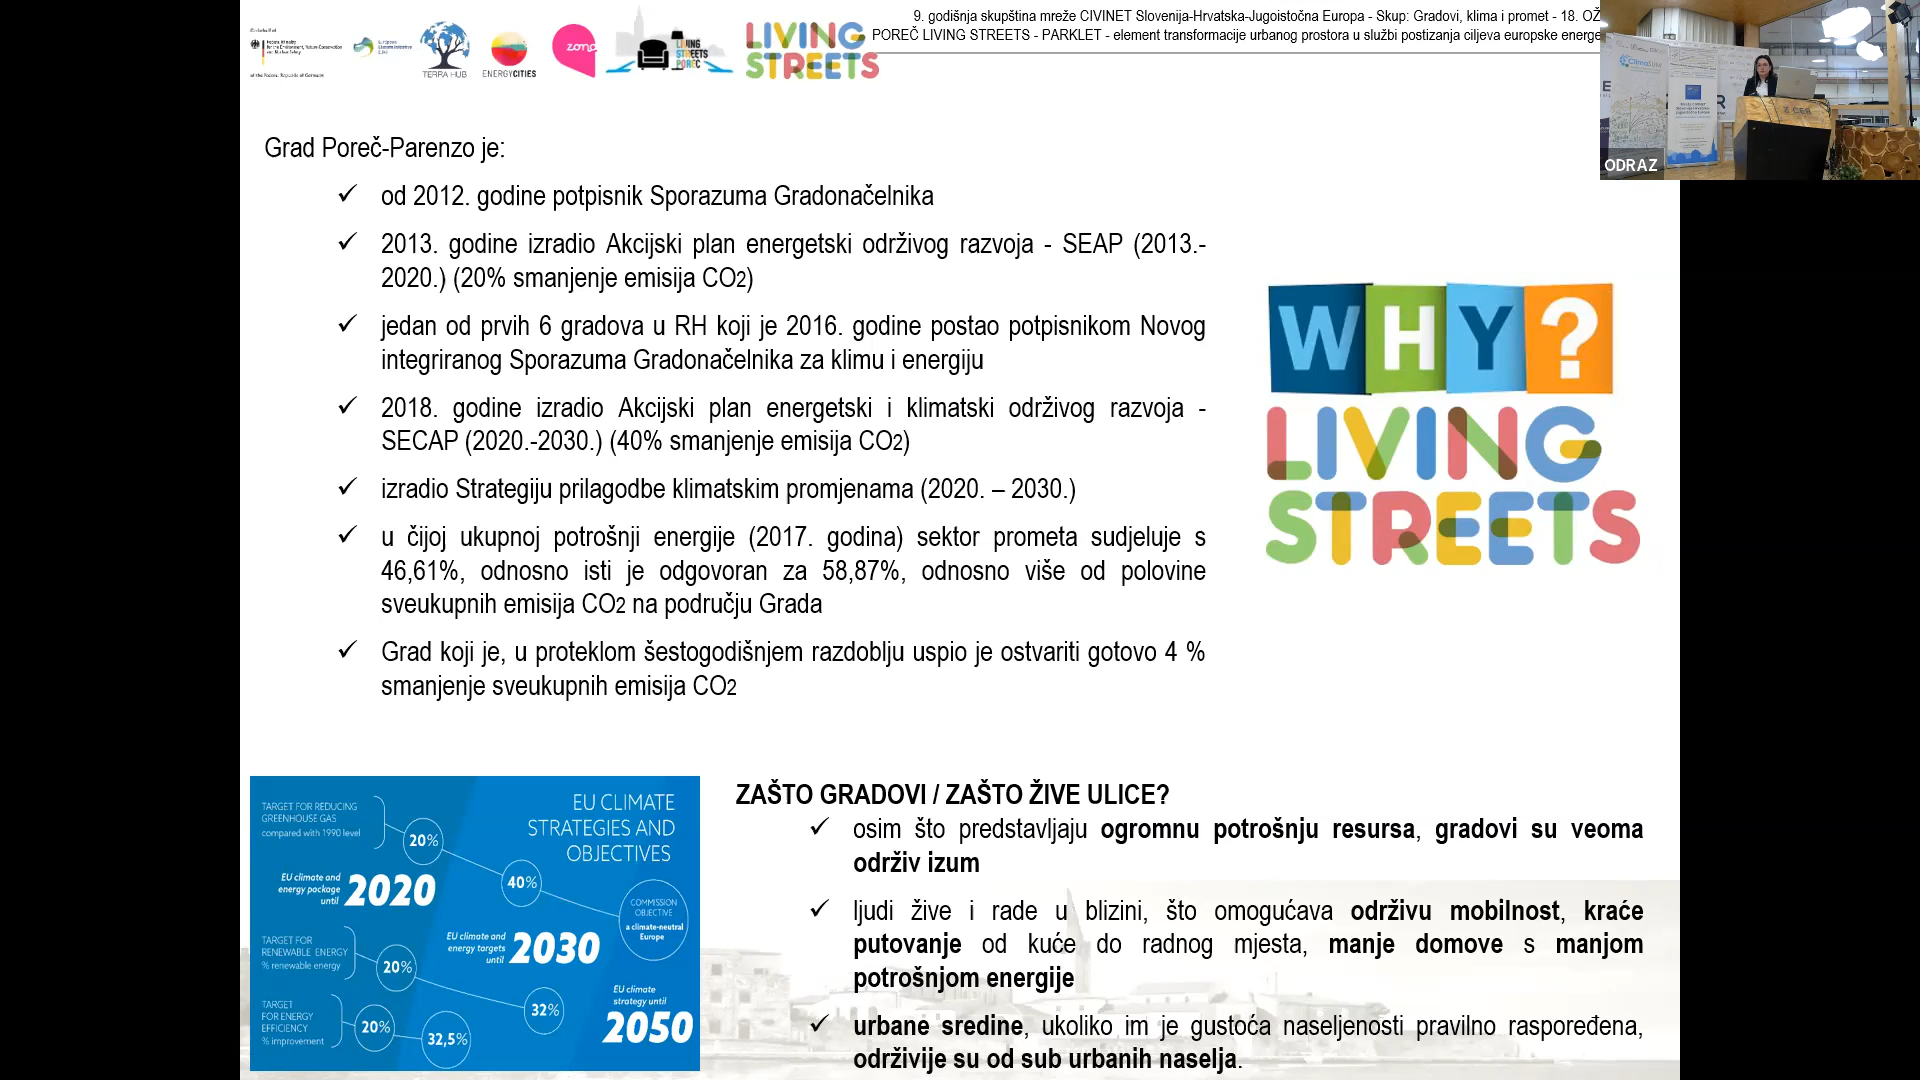 9. godišnja skupština mreže CIVINET Slovenija-Hrvatska-Jugoistočna Europa - Skup: Gradovi, klima i promet - 18. OŽ
POREČ LIVING STREETS - PARKLET - element transformacije urbanog prostora u službi postizanja ciljeva europske energe
TERRA HUB
ENERGYCITIES
zona
LIVING
STREETS
POREČ
LIVING
STREETS
ODRAZ
Grad Poreč-Parenzo je:
✓ od 2012. godine potpisnik Sporazuma Gradonačelnika
✓ 2013. godine izradio Akcijski plan energetski održivog razvoja - SEAP (2013.-
2020.) (20% smanjenje emisija CO2)
✓ jedan od prvih 6 gradova u RH koji je 2016. godine postao potpisnikom Novog
integriranog Sporazuma Gradonačelnika za klimu i energiju
✓ 2018. godine izradio Akcijski plan energetski i klimatski održivog razvoja -
SECAP (2020.-2030.) (40% smanjenje emisija CO2)
✓ izradio Strategiju prilagodbe klimatskim promjenama (2020. – 2030.)
✓ u čijoj ukupnoj potrošnji energije (2017. godina) sektor prometa sudjeluje s
46,61%, odnosno isti je odgovoran za 58,87%, odnosno više od polovine
sveukupnih emisija CO2 na području Grada
✓ Grad koji je, u proteklom šestogodišnjem razdoblju uspio je ostvariti gotovo 4 %
smanjenje sveukupnih emisija CO2
WHY?
LIVING
STREETS
EU CLIMATE
STRATEGIES AND
OBJECTIVES
TARGET FOR REDUCING
GREENHOUSE GAS
compared with 1990 level
20%
40%
COMMISSION
OBJECTIVE
a climate-neutral
Europe
EU climate and
energy package
until
2020
EU climate and
energy targets
until
2030
TARGET FOR
RENEWABLE ENERGY
% renewable energy
20%
32%
EU climate
strategy until
2050
TARGET
FOR ENERGY
EFFICIENCY
% improvement
20%
32,5%
ZAŠTO GRADOVI / ZAŠTO ŽIVE ULICE?
✓ osim što predstavljaju ogromnu potrošnju resursa, gradovi su veoma
održiv izum
✓ ljudi žive i rade u blizini, što omogućava održivu mobilnost, kraće
putovanje od kuće do radnog mjesta, manje domove s manjom
potrošnjom energije
✓ urbane sredine, ukoliko im je gustoća naseljenosti pravilno raspoređena,
održivije su od sub urbanih naselja.